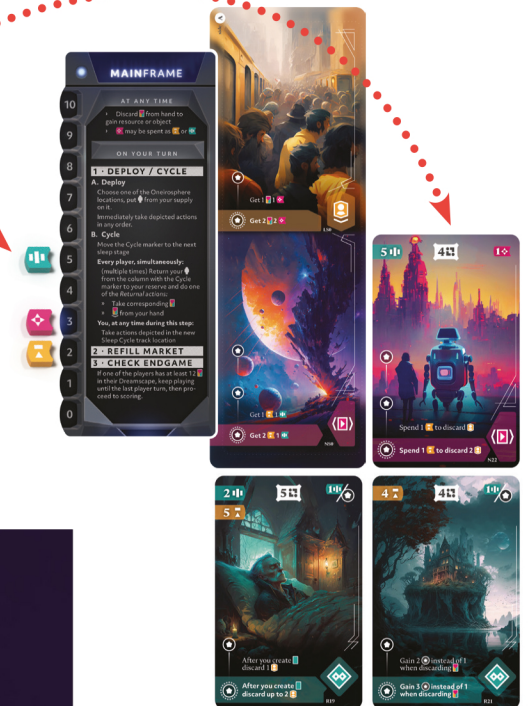 MAINFRAME
10
9
8
7
6
5
4
3
2
1
0
AT ANY TIME
Discard from hand to
gain resource or object
may be spent as or
ON YOUR TURN
1 · DEPLOY / CYCLE
A. Deploy
Choose one of the Oneirosphere
locations, put from your supply
on it.
Immediately take depicted actions
in any order.
B. Cycle
Move the Cycle marker to the next
sleep stage
Every player, simultaneously:
(multiple times) Return your
from the column with the Cycle
marker to your reserve and do one
of the Returnal actions:
Take corresponding
from your hand
You, at any time during this step:
Take actions depicted in the new
Sleep Cycle track location
2 · REFILL MARKET
3 · CHECK ENDGAME
If one of the players has at least 12
in their Dreamscape, keep playing
until the last player turn, then pro-
ceed to scoring.
Get 1 1
Get 2 2
L50
Get 1 1
Get 2 1
N50
5 4 1
Spend 1 to discard
Spend 1 to discard 2
N22
2 5 1
5
After you create
discard 1
After you create
discard up to 2
R19
4 4 1
Gain 2 instead of 1
when discarding
Gain 3 instead of 1
when discarding
R21